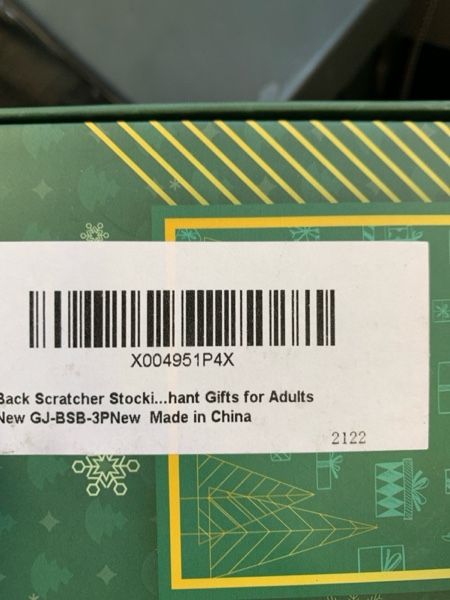 X004951P4X
Back Scratcher Stocki...hant Gifts for Adults
New GJ-BSB-3PNew Made in China
2122